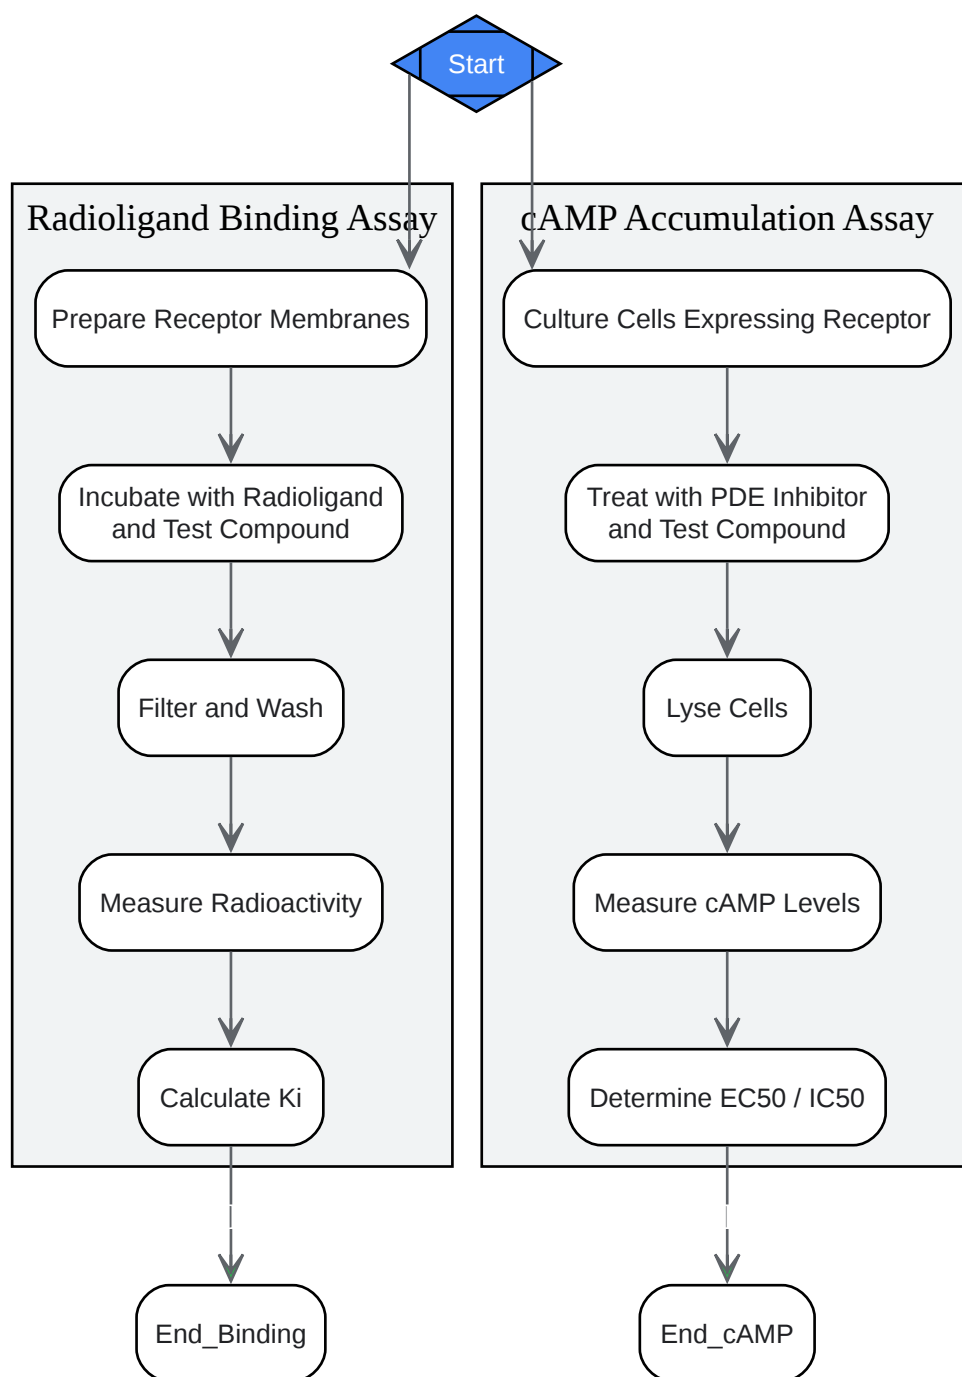 Start
Radioligand Binding Assay
Prepare Receptor Membranes
Incubate with Radioligand
and Test Compound
Filter and Wash
Measure Radioactivity
Calculate Ki
End_Binding
cAMP Accumulation Assay
Culture Cells Expressing Receptor
Treat with PDE Inhibitor
and Test Compound
Lyse Cells
Measure cAMP Levels
Determine EC50 / IC50
End_cAMP